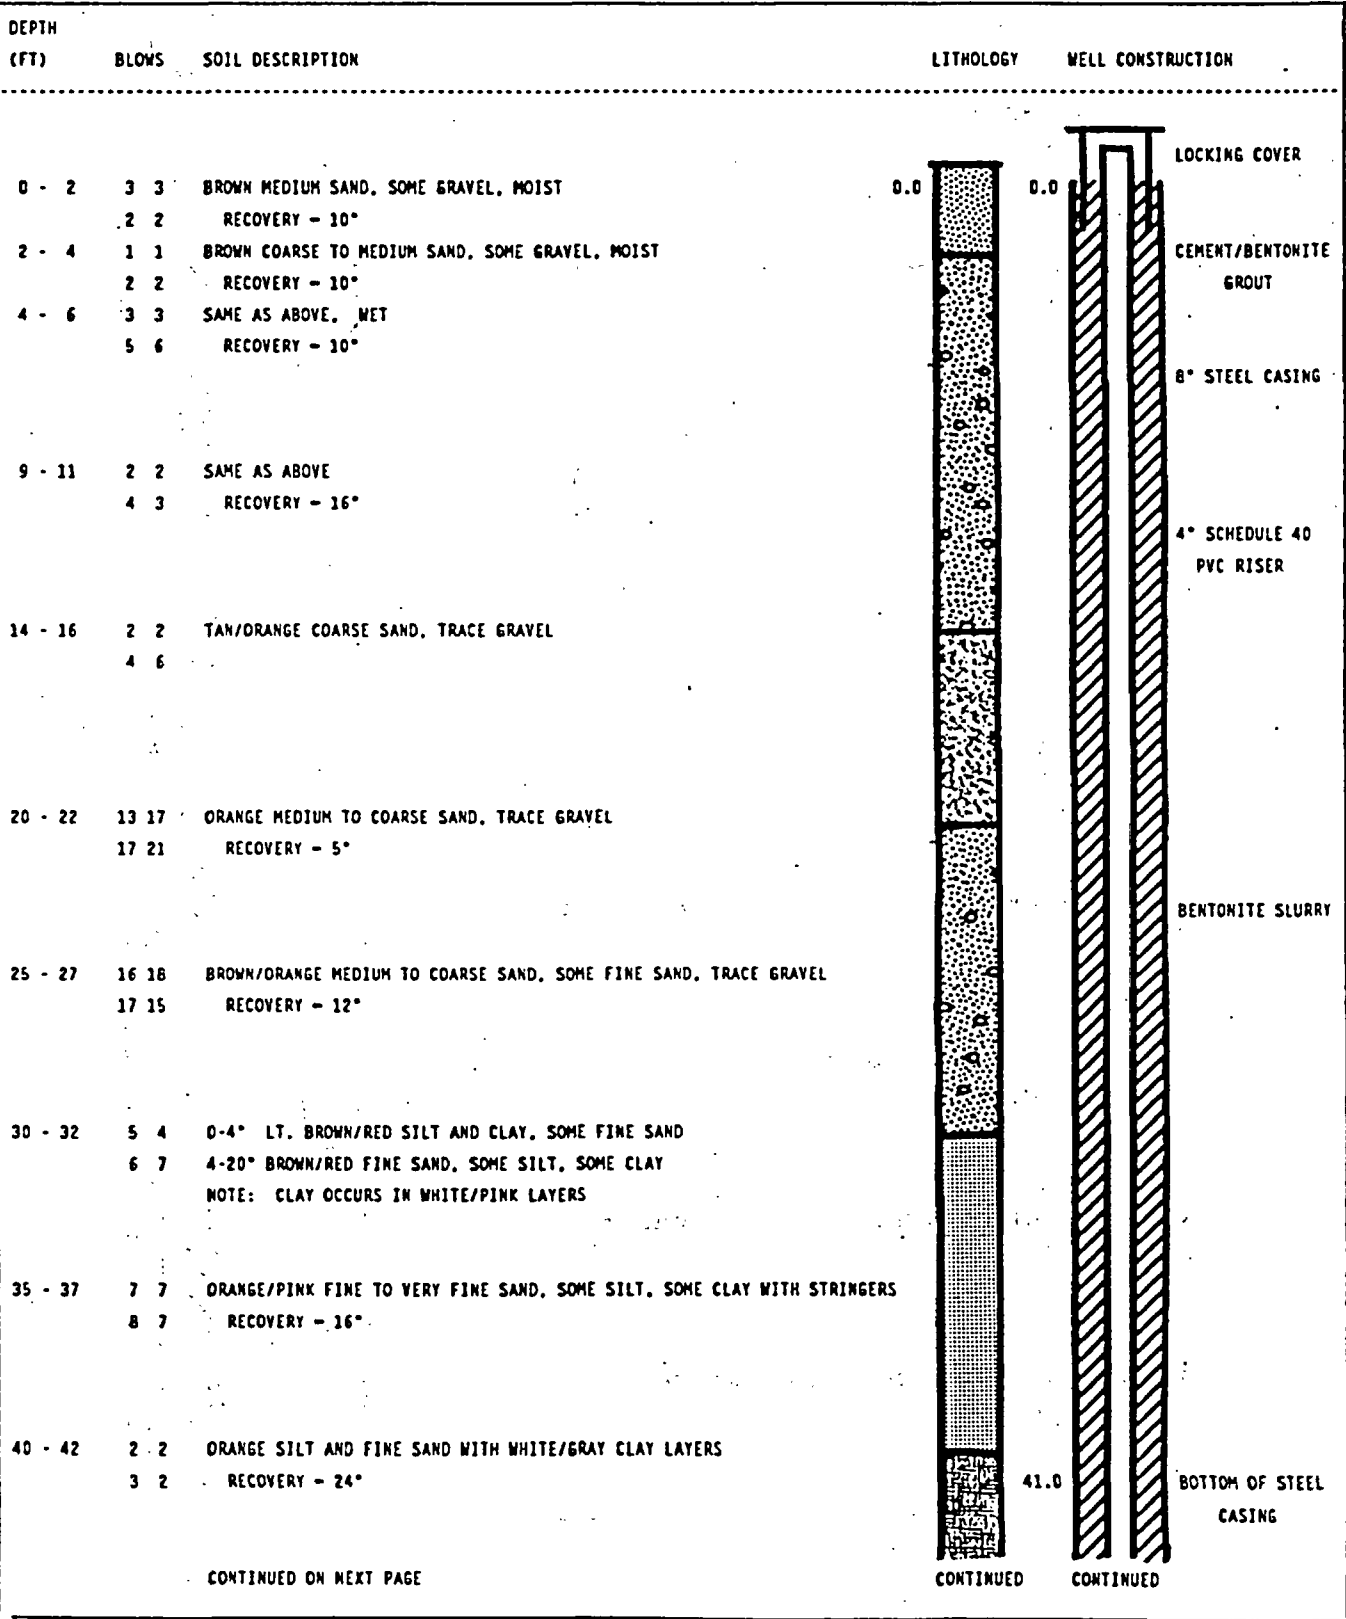 DEPTH
(FT) BLOWS SOIL DESCRIPTION LITHOLOGY WELL CONSTRUCTION
LOCKING COVER
0 - 2 3 3 BROWN MEDIUM SAND, SOME GRAVEL, MOIST 0.0 0.0
2 2 RECOVERY - 10"
2 - 4 1 1 BROWN COARSE TO MEDIUM SAND, SOME GRAVEL, MOIST CEMENT/BENTONITE
2 2 RECOVERY - 10" GROUT
4 - 6 3 3 SAME AS ABOVE, WET
5 6 RECOVERY - 10"
8" STEEL CASING
9 - 11 2 2 SAME AS ABOVE
4 3 RECOVERY - 16"
4" SCHEDULE 40
PVC RISER
14 - 16 2 2 TAN/ORANGE COARSE SAND, TRACE GRAVEL
4 6
20 - 22 13 17 ORANGE MEDIUM TO COARSE SAND, TRACE GRAVEL
17 21 RECOVERY - 5"
BENTONITE SLURRY
25 - 27 16 18 BROWN/ORANGE MEDIUM TO COARSE SAND, SOME FINE SAND, TRACE GRAVEL
17 15 RECOVERY - 12"
30 - 32 5 4 0-4" LT. BROWN/RED SILT AND CLAY, SOME FINE SAND
6 7 4-20" BROWN/RED FINE SAND, SOME SILT, SOME CLAY
NOTE: CLAY OCCURS IN WHITE/PINK LAYERS
35 - 37 7 7 ORANGE/PINK FINE TO VERY FINE SAND, SOME SILT, SOME CLAY WITH STRINGERS
8 7 RECOVERY - 16"
40 - 42 2 2 ORANGE SILT AND FINE SAND WITH WHITE/GRAY CLAY LAYERS
3 2 RECOVERY - 24" 41.0 BOTTOM OF STEEL
CASING
CONTINUED ON NEXT PAGE CONTINUED CONTINUED